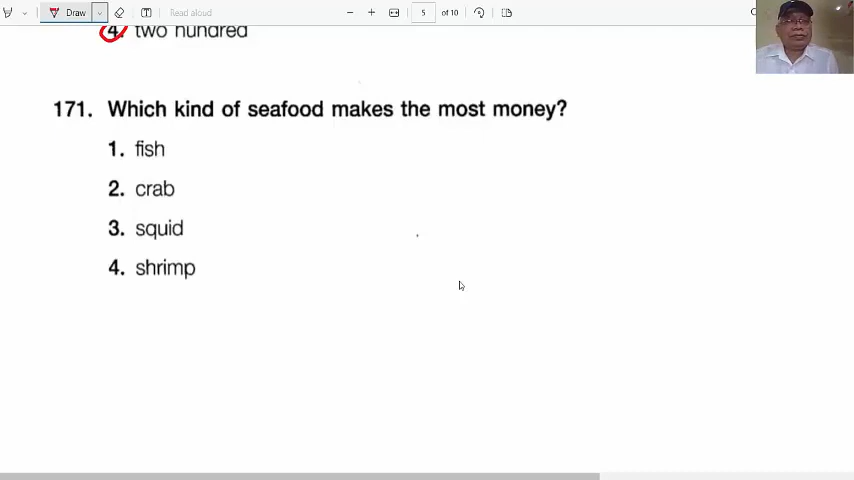 Draw
Read aloud
5 of 10
4. two hundred
171. Which kind of seafood makes the most money?
1. fish
2. crab
3. squid
4. shrimp